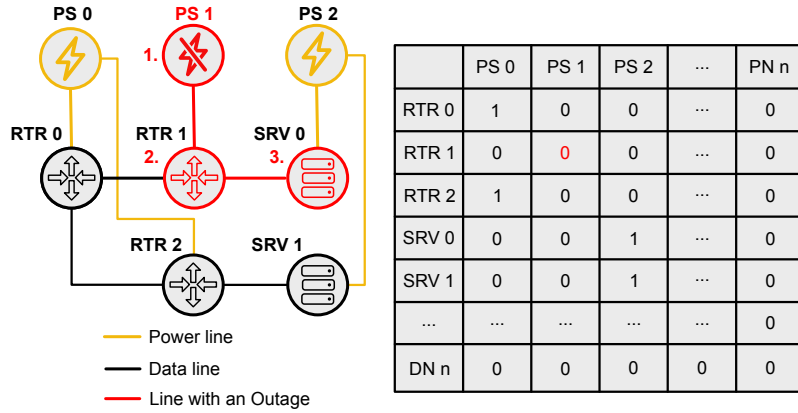 PS 0 PS 1 PS 2
1.
RTR 0 RTR 1 SRV 0
2. 3.
RTR 2 SRV 1
Power line
Data line
Line with an Outage
PS 0 PS 1 PS 2 ... PN n
RTR 0 1 0 0 ... 0
RTR 1 0 0 0 ... 0
RTR 2 1 0 0 ... 0
SRV 0 0 0 1 ... 0
SRV 1 0 0 1 ... 0
... ... ... ... ... 0
DN n 0 0 0 0 0